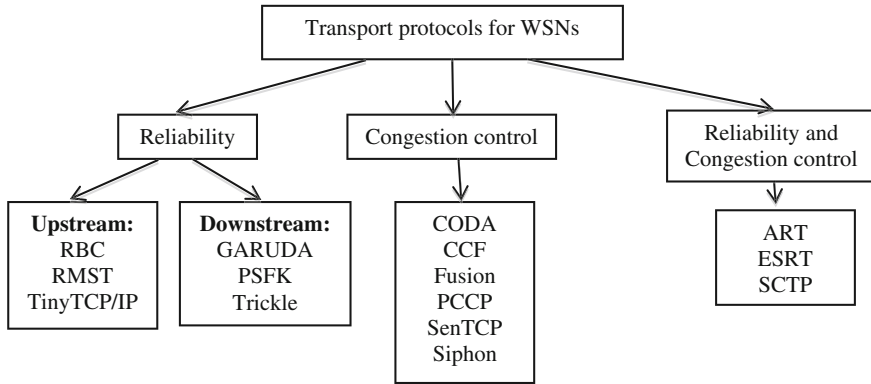 Transport protocols for WSNs
Reliability
Congestion control
Reliability and
Congestion control
Upstream:
RBC
RMST
TinyTCP/IP
Downstream:
GARUDA
PSFK
Trickle
CODA
CCF
Fusion
PCCP
SenTCP
Siphon
ART
ESRT
SCTP